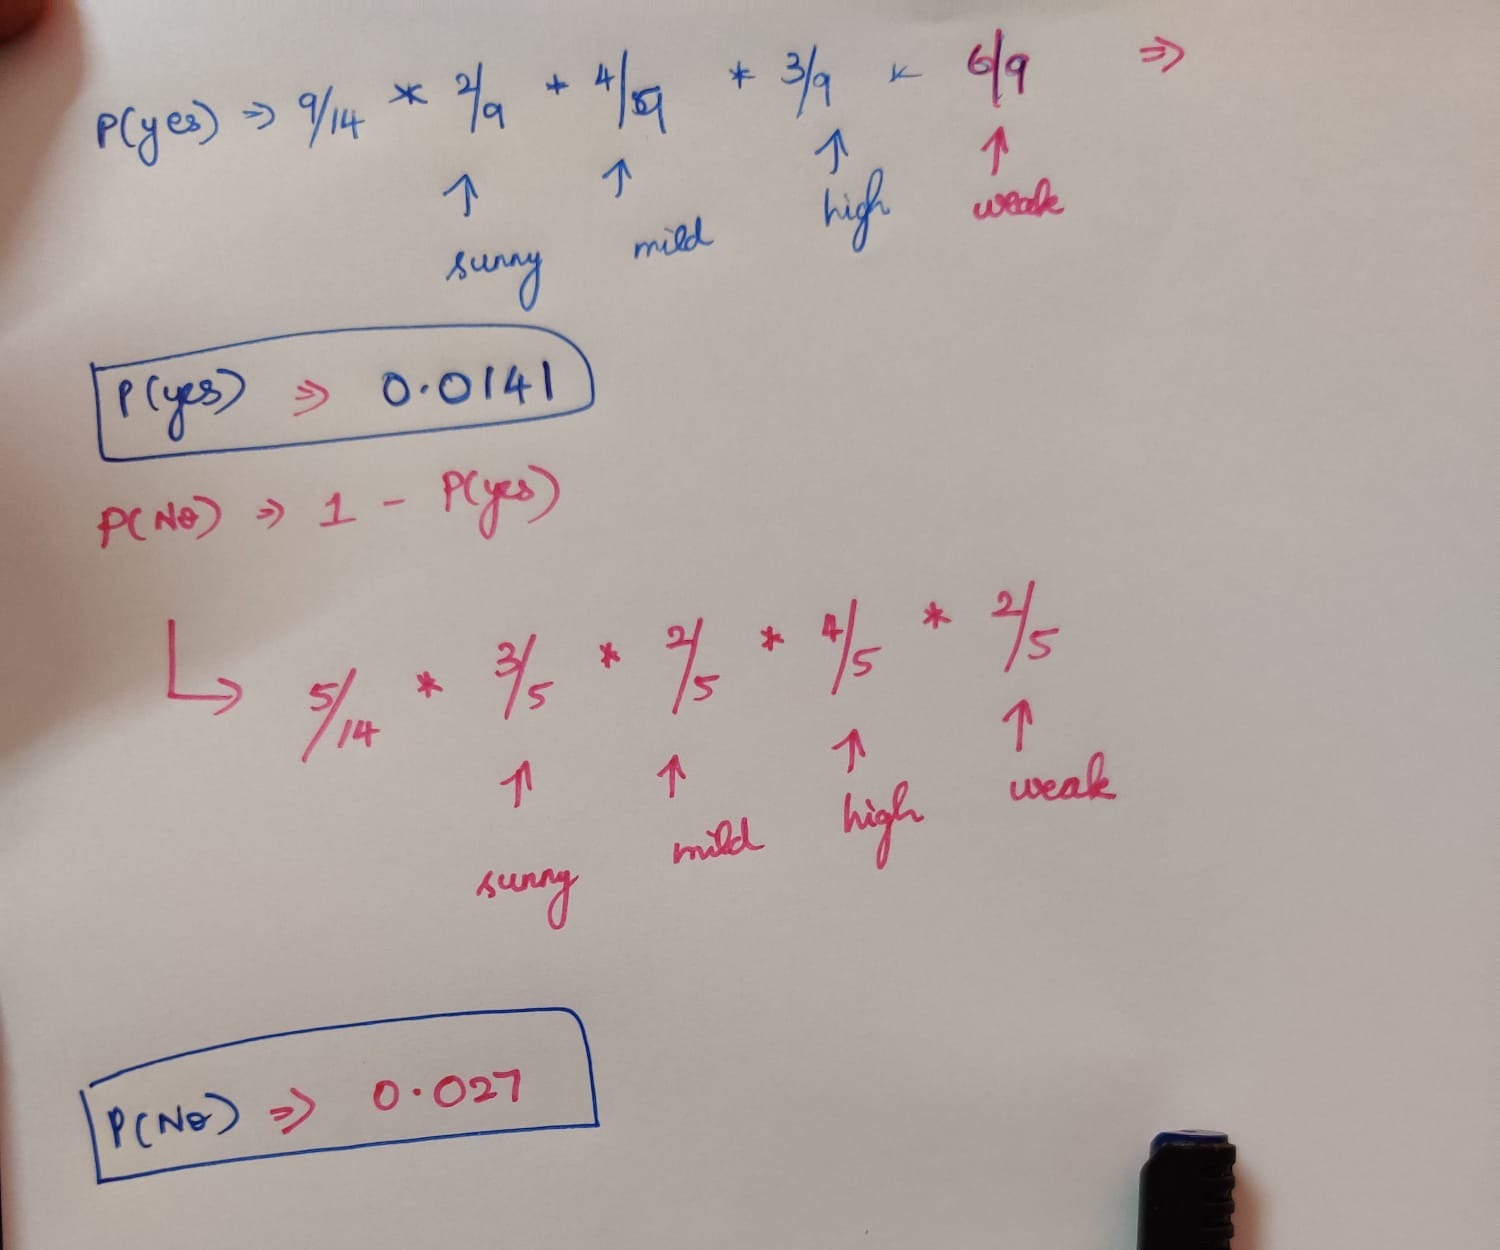 P(yes) ⇒ 9/14 * 2/9 * 4/9 * 3/9 * 6/9 ⇒
↑ ↑ ↑ ↑
sunny mild high weak
P(yes) ⇒ 0.0141
P(No) ⇒ 1 - P(yes)
↳ 5/14 * 3/5 * 2/5 * 4/5 * 2/5
↑ ↑ ↑ ↑
sunny mild high weak
P(No) ⇒ 0.027